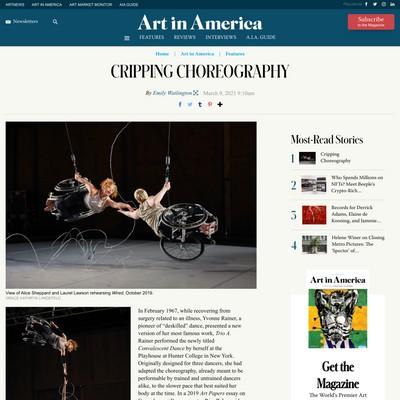 ARTNEWS ART IN AMERICA ART MARKET MONITOR AIA GUIDE
Newsletters
Art in America
Subscribe
to the Magazine
FEATURES REVIEWS INTERVIEWS A.I.A. GUIDE
Home | Art in America | Features
CRIPPING CHOREOGRAPHY
By Emily Watlington March 9, 2021 9:10am
View of Alice Sheppard and Laurel Lawson rehearsing Wired, October 2019.
GRACE KATHRYN LANDEFELD
In February 1967, while recovering from
surgery related to an illness, Yvonne Rainer, a
pioneer of "deskilled" dance, presented a new
version of her most famous work, Trio A.
Rainer performed the newly titled
Convalescent Dance by herself at the
Playhouse at Hunter College in New York.
Originally designed for three dancers, she had
adapted the choreography, already meant to be
performable by trained and untrained dancers
alike, to the slower pace that best suited her
body at the time. In a 2019 Art Papers essay on
Most-Read Stories
1 Cripping
Choreography
2 Who Spends Millions on
NFTs? Meet Beeple's
Crypto-Rich...
3 Records for Derrick
Adams, Elaine de
Kooning, and Jammie...
4 Helene Winer on Closing
Metro Pictures: The
'Specter' of...
Art in America
Get the
Magazine
The World's Premier Art